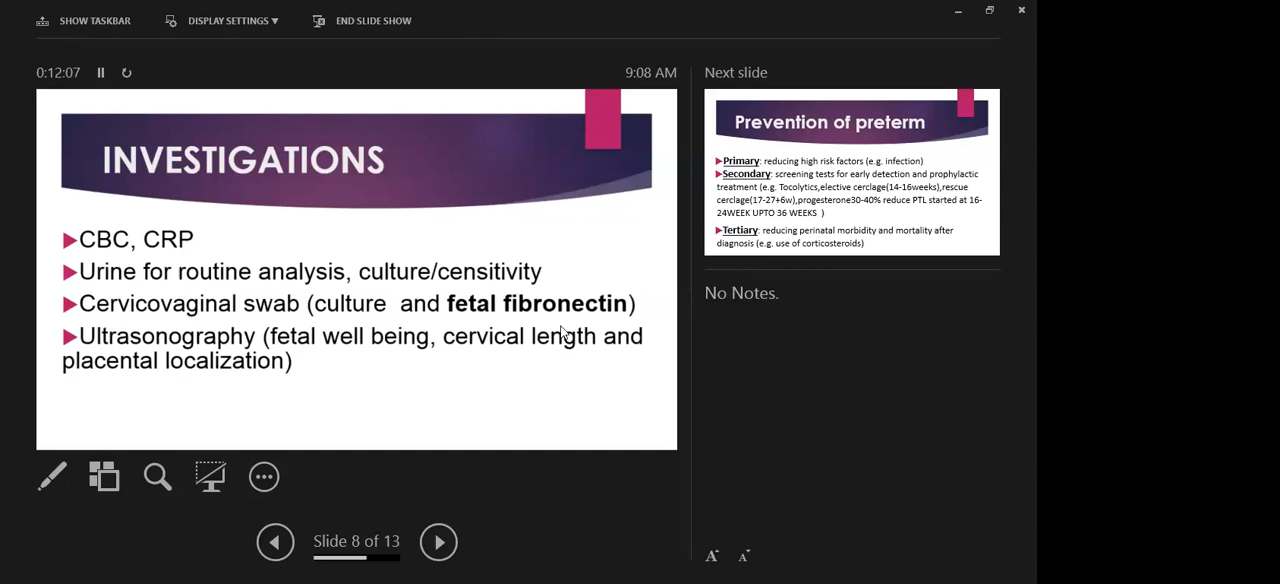 SHOW TASKBAR DISPLAY SETTINGS ▼ END SLIDE SHOW
0:12:07 9:08 AM
INVESTIGATIONS
CBC, CRP
Urine for routine analysis, culture/censitivity
Cervicovaginal swab (culture and fetal fibronectin)
Ultrasonography (fetal well being, cervical length and
placental localization)
Slide 8 of 13
Next slide
Prevention of preterm
Primary: reducing high risk factors (e.g. infection)
Secondary: screening tests for early detection and prophylactic
treatment (e.g. Tocolytics,elective cerclage(14-16weeks),rescue
cerclage(17-27+6w),progesterone30-40% reduce PTL started at 16-
24WEEK UPTO 36 WEEKS )
Tertiary: reducing perinatal morbidity and mortality after
diagnosis (e.g. use of corticosteroids)
No Notes.
A A